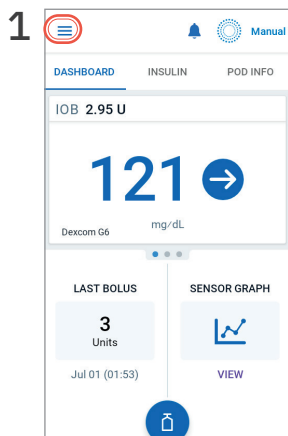 1
Manual
DASHBOARD INSULIN POD INFO
IOB 2.95 U
121
mg/dL
Dexcom G6
LAST BOLUS SENSOR GRAPH
3
Units
Jul 01 (01:53) VIEW